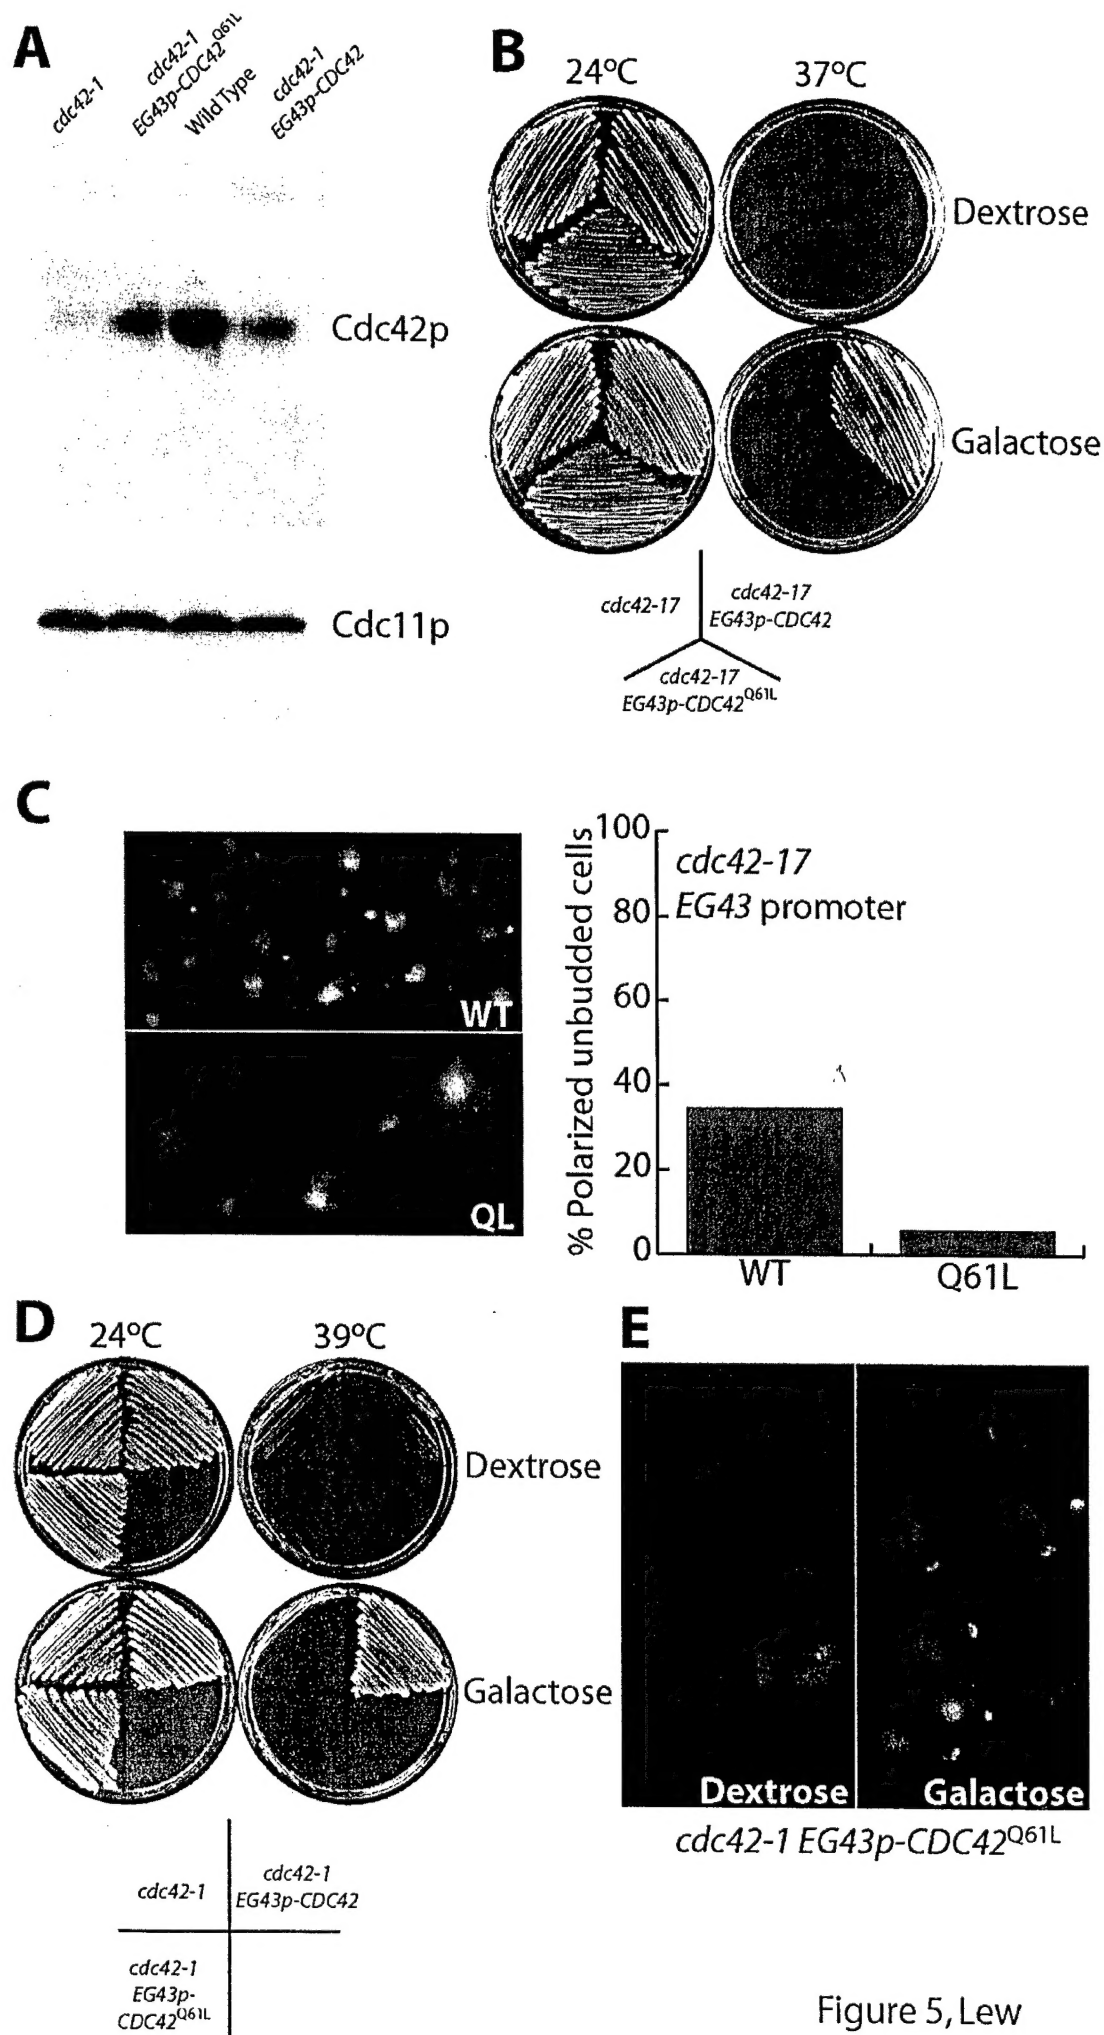 A
cdc42-1
cdc42-1
EG43p-CDC42Q61L
Wild Type
cdc42-1
EG43p-CDC42
Cdc42p
Cdc11p
B
24°C
37°C
Dextrose
Galactose
cdc42-17
cdc42-17
EG43p-CDC42
cdc42-17
EG43p-CDC42Q61L
C
WT
QL
% Polarized unbudded cells
100
80
60
40
20
0
cdc42-17
EG43 promoter
WT
Q61L
D
24°C
39°C
Dextrose
Galactose
cdc42-1
cdc42-1
EG43p-CDC42
cdc42-1
EG43p-
CDC42Q61L
E
Dextrose
Galactose
cdc42-1 EG43p-CDC42Q61L
Figure 5, Lew